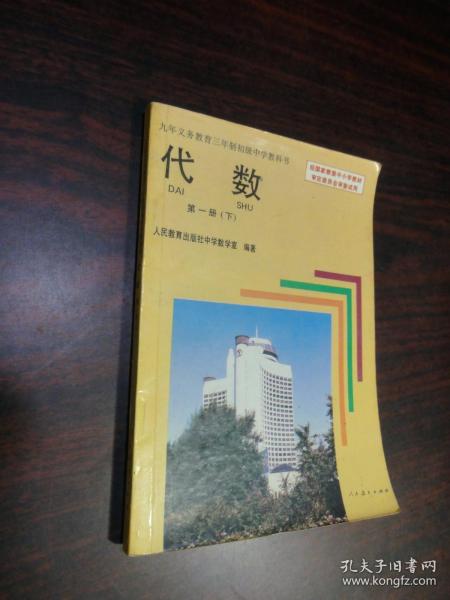 九年义务教育三年制初级中学教科书
经国家教委中小学教材
审定委员会审查试用
代 数
DAI SHU
第一册(下)
人民教育出版社中学数学室 编著
人民教育出版社
孔夫子旧书网
www.kongfz.com